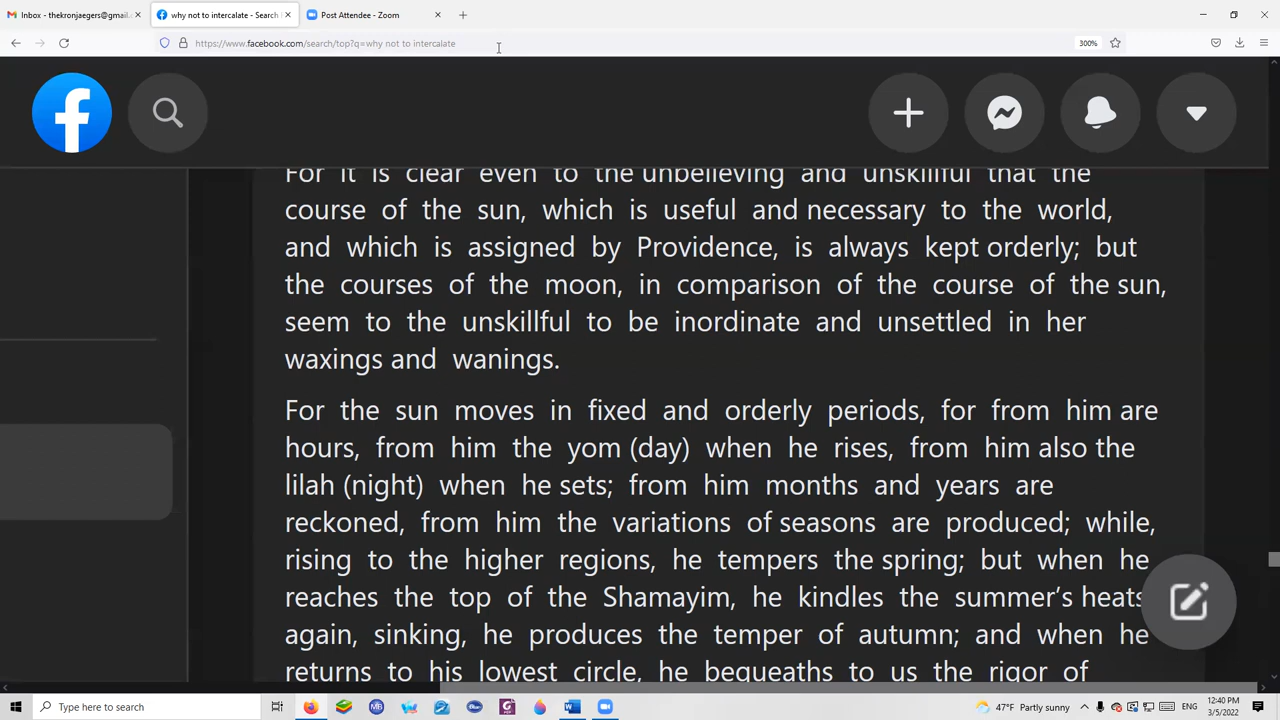 Inbox - thekronjaegers@gmail.
why not to intercalate - Search
Post Attendee - Zoom
https://www.facebook.com/search/top?q=why not to intercalate
300%
For it is clear even to the unbelieving and unskillful that the
course of the sun, which is useful and necessary to the world,
and which is assigned by Providence, is always kept orderly; but
the courses of the moon, in comparison of the course of the sun,
seem to the unskillful to be inordinate and unsettled in her
waxings and wanings.
For the sun moves in fixed and orderly periods, for from him are
hours, from him the yom (day) when he rises, from him also the
lilah (night) when he sets; from him months and years are
reckoned, from him the variations of seasons are produced; while,
rising to the higher regions, he tempers the spring; but when he
reaches the top of the Shamayim, he kindles the summer's heats
again, sinking, he produces the temper of autumn; and when he
returns to his lowest circle, he bequeaths to us the rigor of
Type here to search
47°F Partly sunny
ENG
12:40 PM
3/5/2022